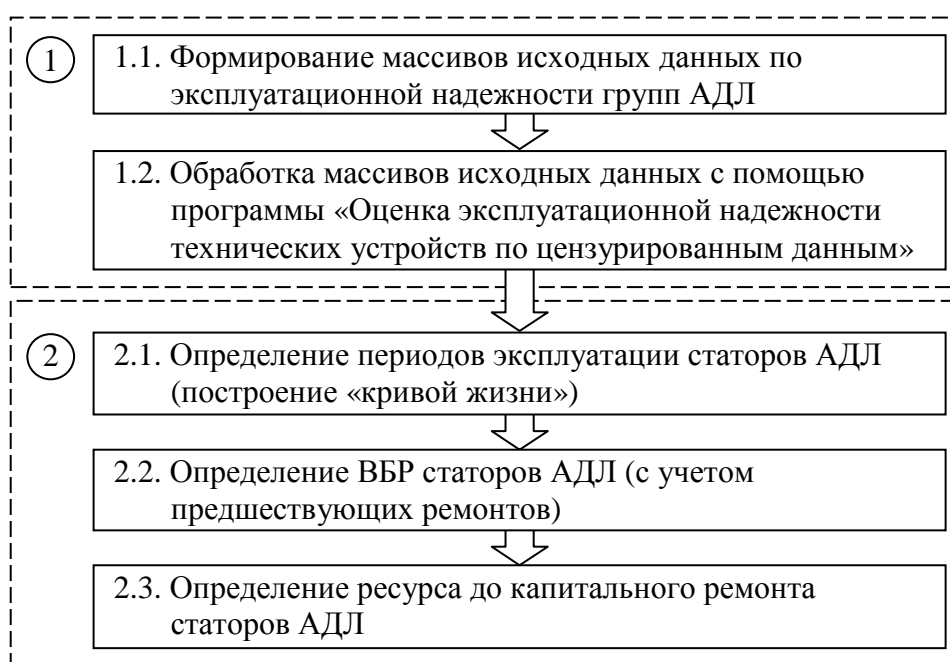 1
1.1. Формирование массивов исходных данных по
эксплуатационной надежности групп АДЛ
1.2. Обработка массивов исходных данных с помощью
программы «Оценка эксплуатационной надежности
технических устройств по цензурированным данным»
2
2.1. Определение периодов эксплуатации статоров АДЛ
(построение «кривой жизни»)
2.2. Определение ВБР статоров АДЛ (с учетом
предшествующих ремонтов)
2.3. Определение ресурса до капитального ремонта
статоров АДЛ